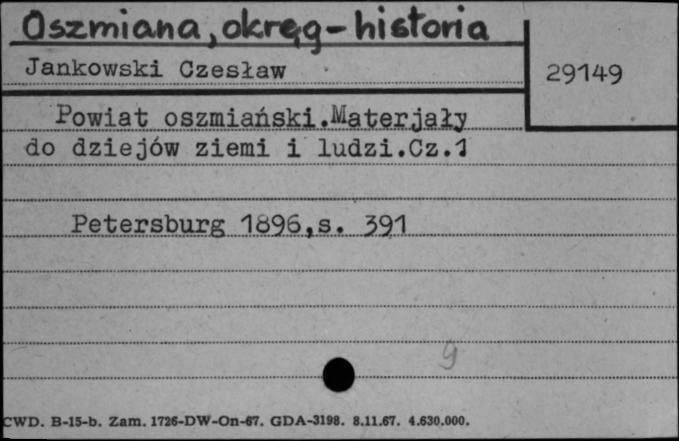 Oszmiana, okręg - historia
Jankowski Czesław
29149
Powiat oszmiański. Materjały
do dziejów ziemi i ludzi. Cz. 1
Petersburg 1896, s. 391
9
CWD. B-15-b. Zam. 1726-DW-On-67. GDA-3198. 8.11.67. 4.630.000.